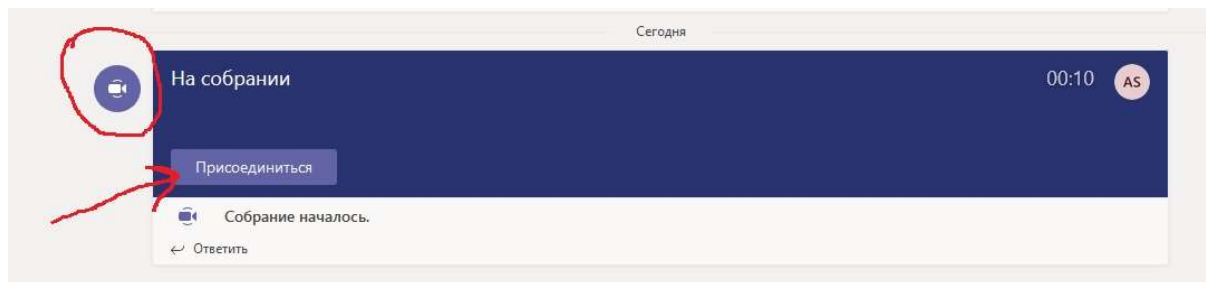 Сегодня
На собрании 00:10 AS
Присоединиться
Собрание началось.
Ответить